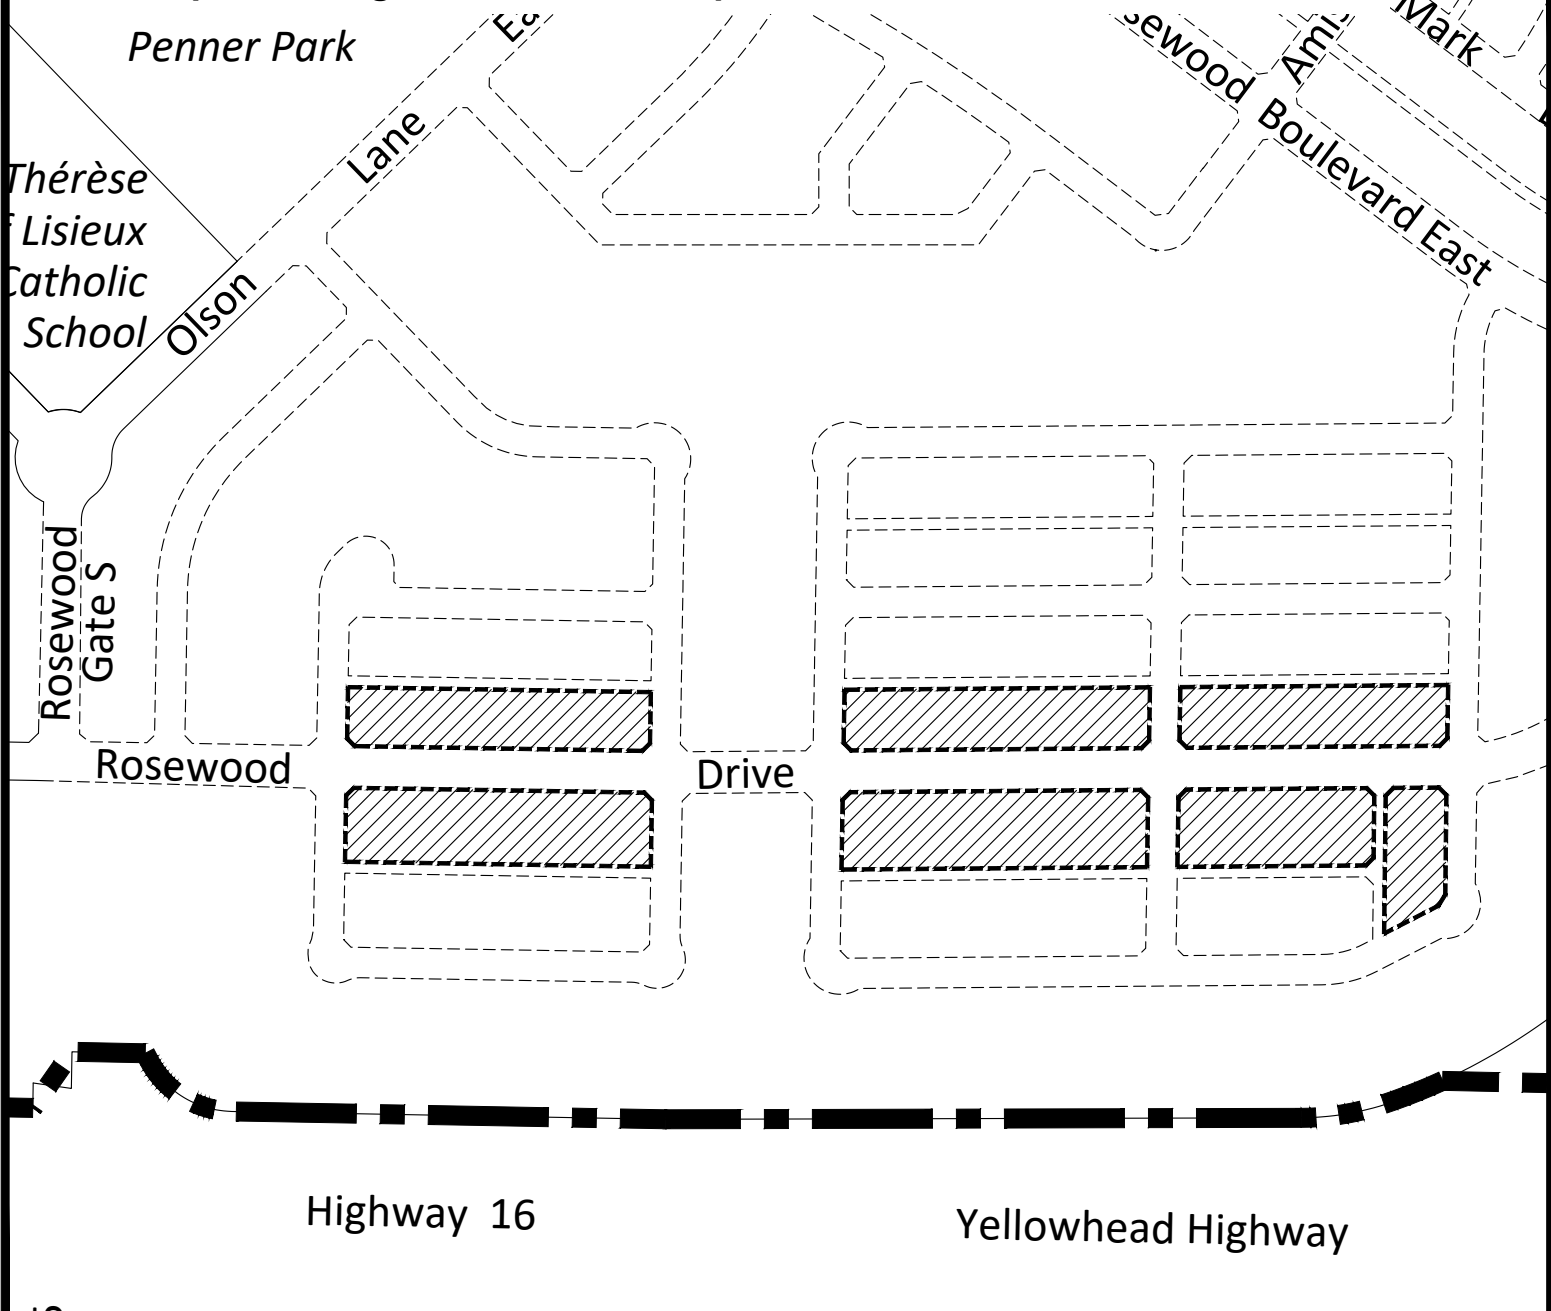 Penner Park
Mark
Rosewood
Gate S
Thérèse
Lisieux
Catholic
School
Olson
Lane
Boulevard East
Rosewood
Drive
Highway 16
Yellowhead Highway